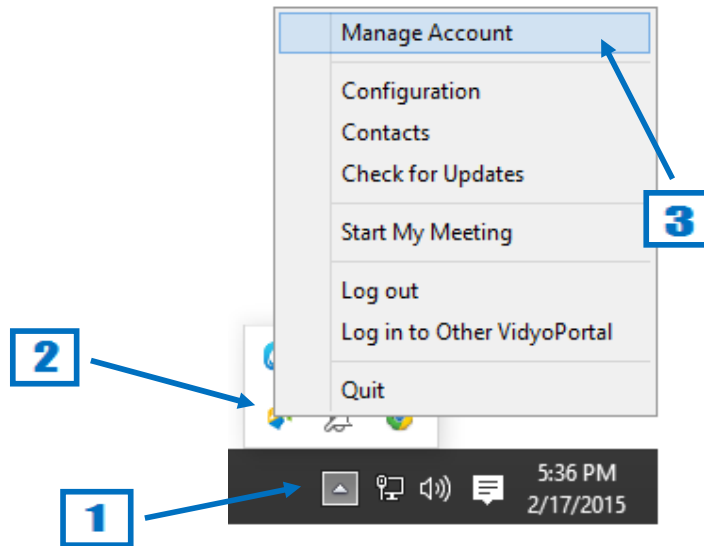 Manage Account
Configuration
Contacts
Check for Updates
3
Start My Meeting
Log out
Log in to Other VidyoPortal
2
Quit
5:36 PM
1
2/17/2015